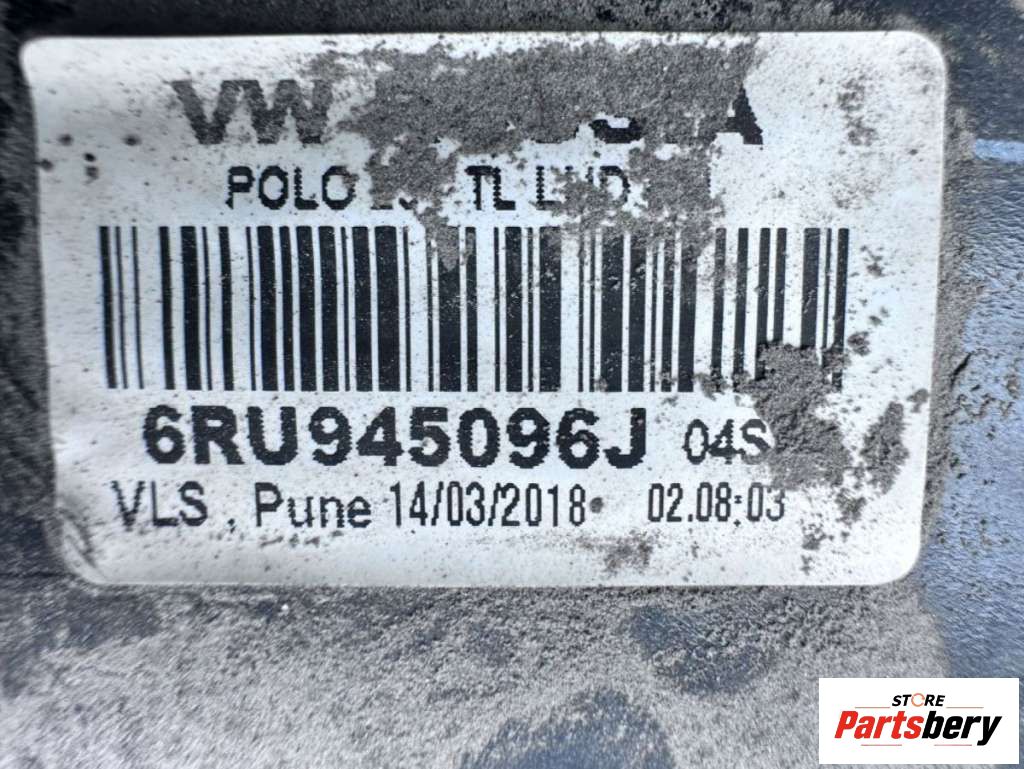 VW
POLO TL
6RU945096J 04S
VLS , Pune 14/03/2018 02.08:03
STORE
Partsbery